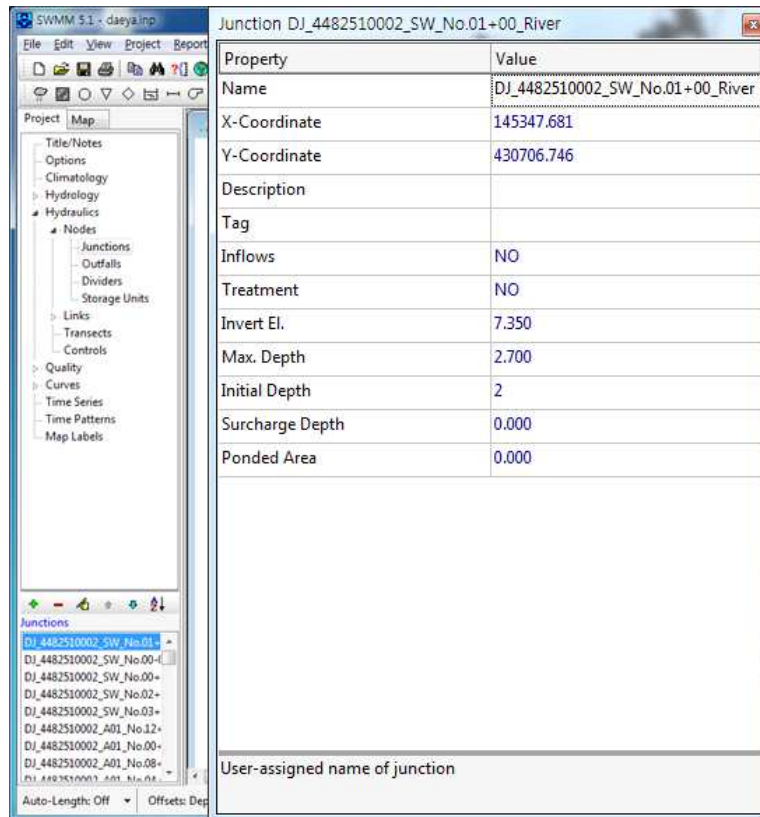 SWMM 5.1 - daeya.inp
File Edit View Project Report
Project Map
Title/Notes
Options
Climatology
Hydrology
Hydraulics
Nodes
Junctions
Outfalls
Dividers
Storage Units
Links
Transects
Controls
Quality
Curves
Time Series
Time Patterns
Map Labels
Junctions
DJ_4482510002_SW_No.01+
DJ_4482510002_SW_No.00-(
DJ_4482510002_SW_No.00+
DJ_4482510002_SW_No.02+
DJ_4482510002_SW_No.03+
DJ_4482510002_A01_No.12+
DJ_4482510002_A01_No.00+
DJ_4482510002_A01_No.08+
Auto-Length: Off Offsets: Dep
Junction DJ_4482510002_SW_No.01+00_River
Property Value
Name DJ_4482510002_SW_No.01+00_River
X-Coordinate 145347.681
Y-Coordinate 430706.746
Description
Tag
Inflows NO
Treatment NO
Invert El. 7.350
Max. Depth 2.700
Initial Depth 2
Surcharge Depth 0.000
Ponded Area 0.000
User-assigned name of junction